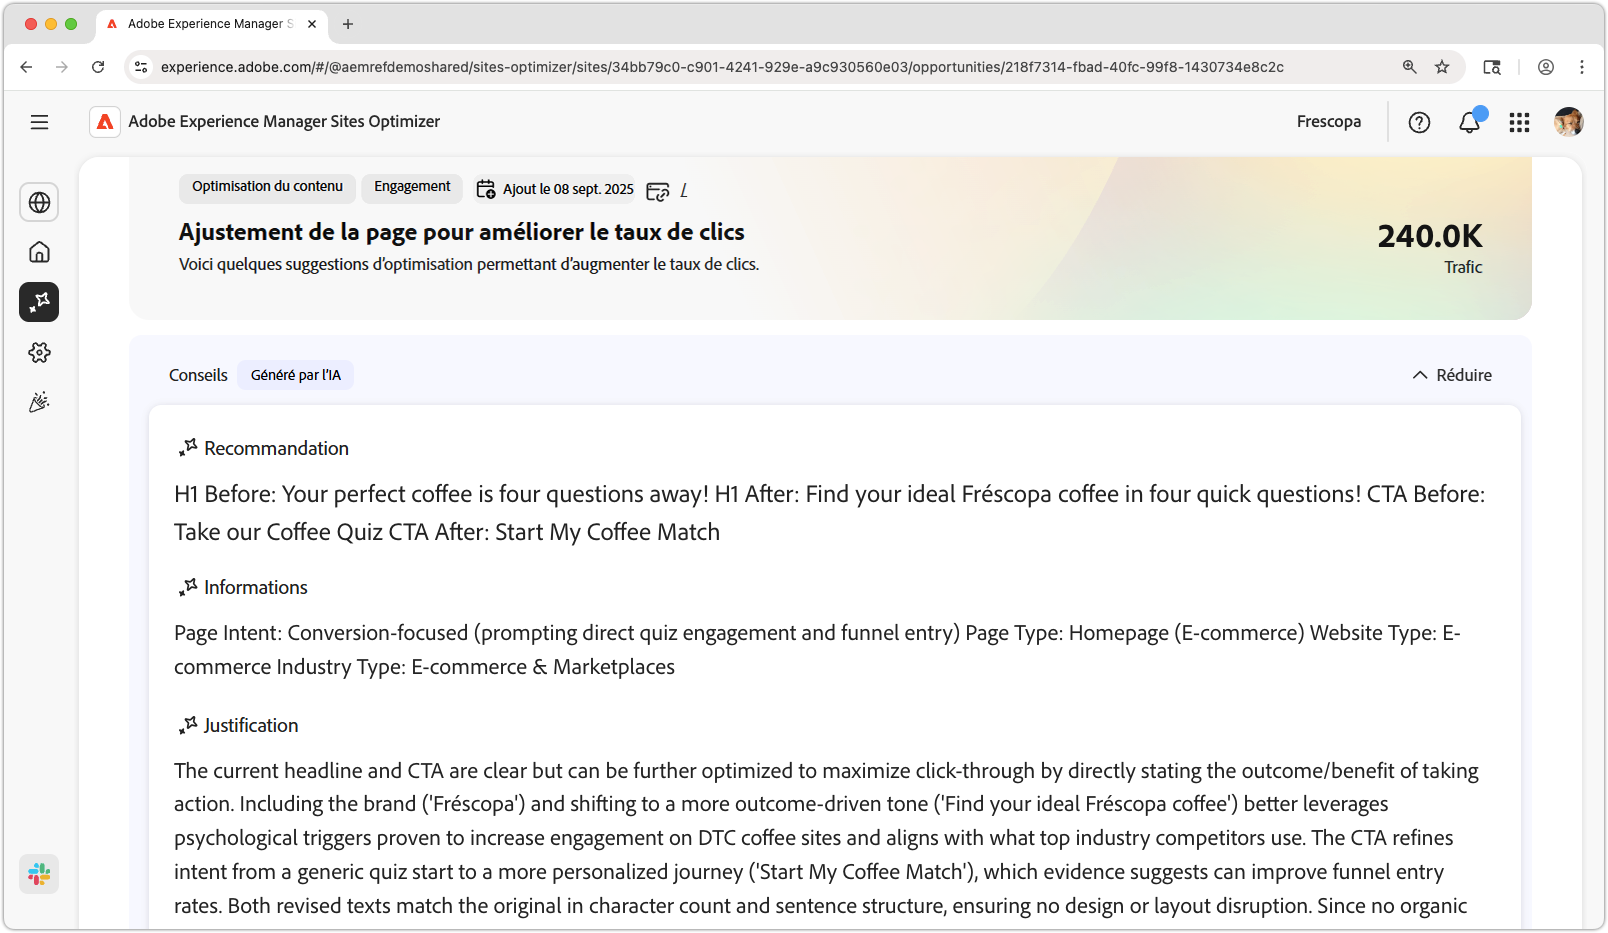 Adobe Experience Manager S
experience.adobe.com/#/@aemrefdemoshared/sites-optimizer/sites/34bb79c0-c901-4241-929e-a9c930560e03/opportunities/218f7314-fbad-40fc-99f8-1430734e8c2c
Adobe Experience Manager Sites Optimizer
Frescopa
Optimisation du contenu
Engagement
Ajout le 08 sept. 2025
/
Ajustement de la page pour améliorer le taux de clics
Voici quelques suggestions d’optimisation permettant d’augmenter le taux de clics.
240.0K
Trafic
Conseils
Généré par l’IA
Réduire
Recommandation
H1 Before: Your perfect coffee is four questions away! H1 After: Find your ideal Fréscopa coffee in four quick questions! CTA Before:
Take our Coffee Quiz CTA After: Start My Coffee Match
Informations
Page Intent: Conversion-focused (prompting direct quiz engagement and funnel entry) Page Type: Homepage (E-commerce) Website Type: E-
commerce Industry Type: E-commerce & Marketplaces
Justification
The current headline and CTA are clear but can be further optimized to maximize click-through by directly stating the outcome/benefit of taking
action. Including the brand ('Fréscopa') and shifting to a more outcome-driven tone ('Find your ideal Fréscopa coffee') better leverages
psychological triggers proven to increase engagement on DTC coffee sites and aligns with what top industry competitors use. The CTA refines
intent from a generic quiz start to a more personalized journey ('Start My Coffee Match'), which evidence suggests can improve funnel entry
rates. Both revised texts match the original in character count and sentence structure, ensuring no design or layout disruption. Since no organic